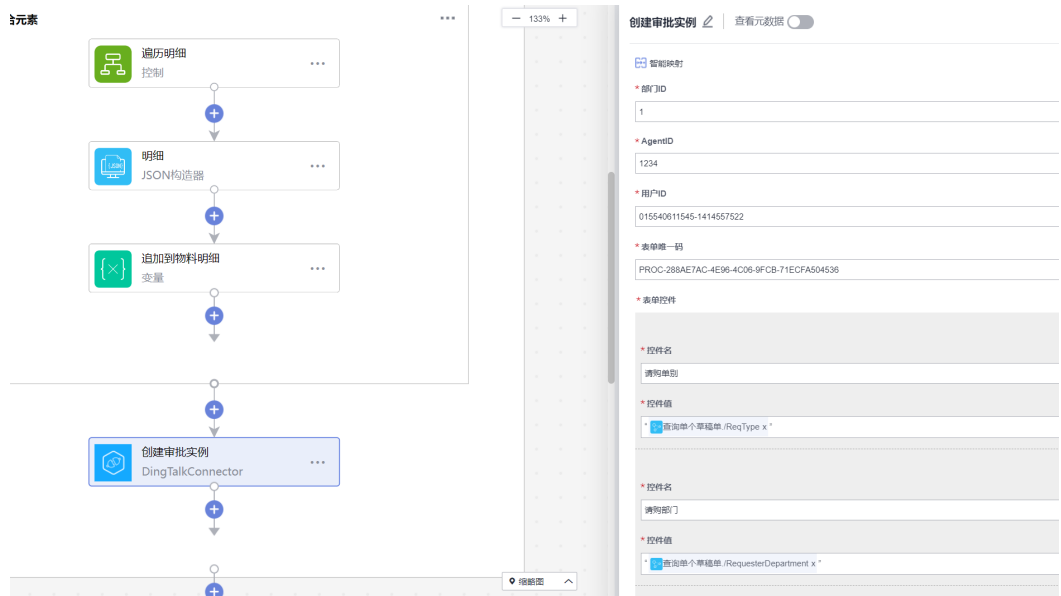 合元素
133%
遍历明细
控制
明细
JSON构造器
追加到物料明细
变量
创建审批实例
DingTalkConnector
缩略图
创建审批实例
查看元数据
智能映射
* 部门ID
1
* AgentID
1234
* 用户ID
015540611545-1414557522
* 表单唯一码
PROC-288AE7AC-4E96-4C06-9FCB-71ECFA504536
* 表单控件
* 控件名
请购单别
* 控件值
" 查询单个草稿单./ReqType x "
* 控件名
请购部门
* 控件值
" 查询单个草稿单./RequesterDepartment x "